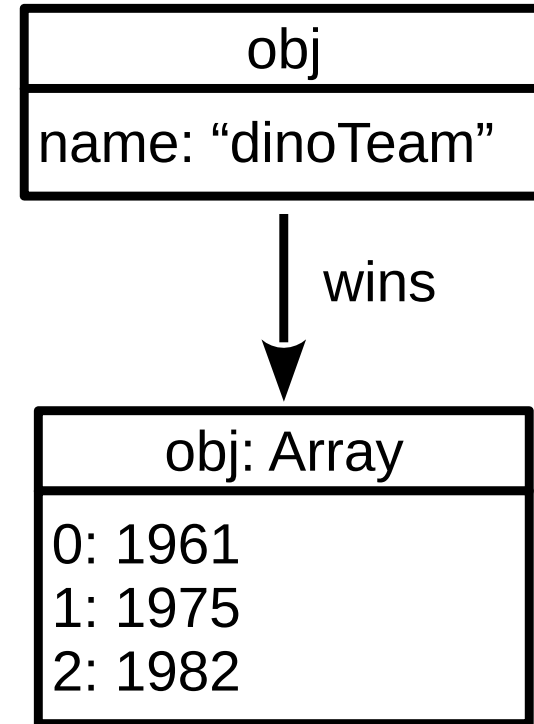 obj
name: “dinoTeam”
wins
obj: Array
0: 1961
1: 1975
2: 1982